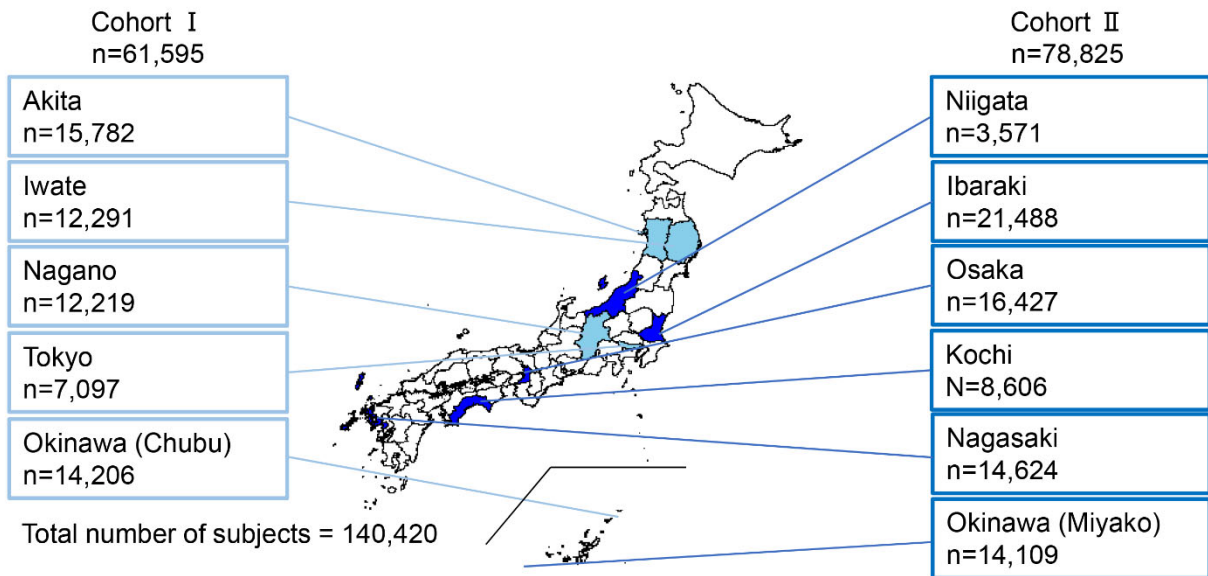 Cohort Ⅰ
n=61,595
Akita
n=15,782
Iwate
n=12,291
Nagano
n=12,219
Tokyo
n=7,097
Okinawa (Chubu)
n=14,206
Total number of subjects = 140,420
Cohort Ⅱ
n=78,825
Niigata
n=3,571
Ibaraki
n=21,488
Osaka
n=16,427
Kochi
N=8,606
Nagasaki
n=14,624
Okinawa (Miyako)
n=14,109